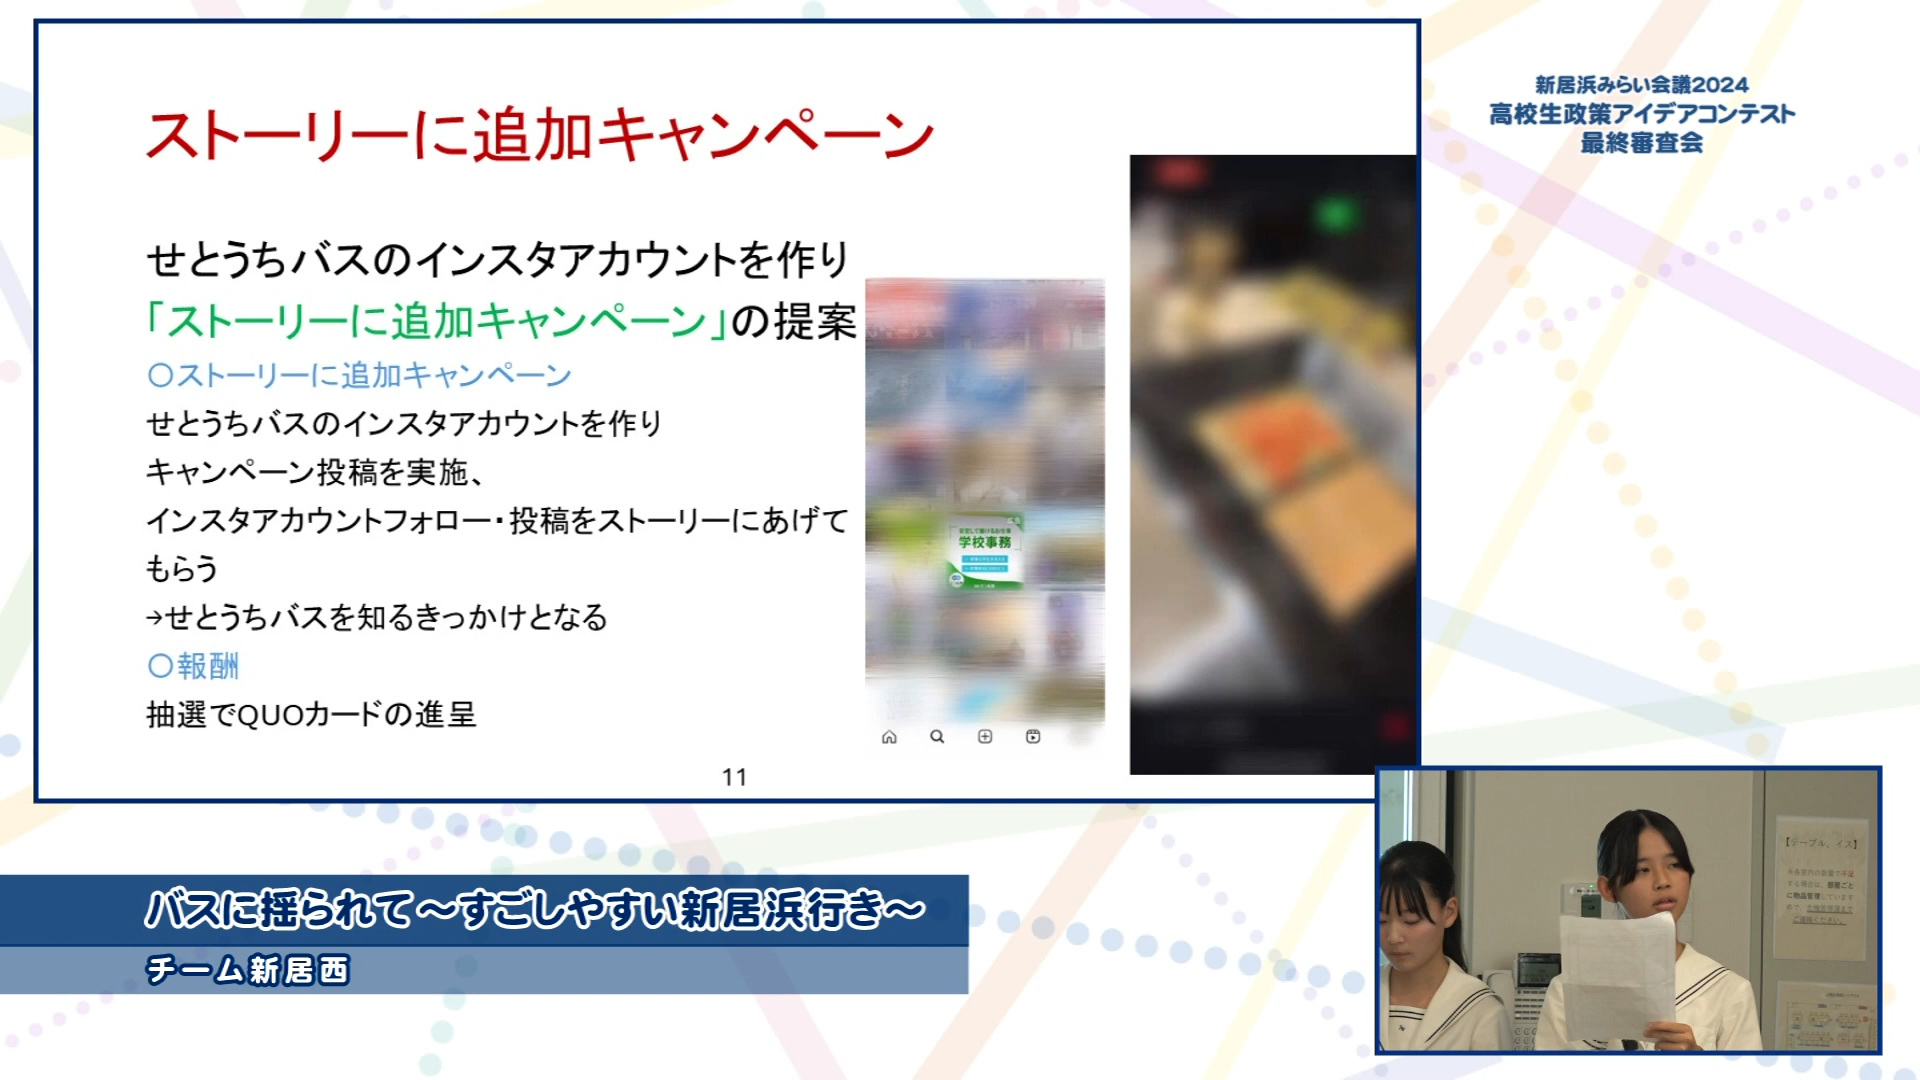 ストーリーに追加キャンペーン
せとうちバスのインスタアカウントを作り
「ストーリーに追加キャンペーン」の提案
〇ストーリーに追加キャンペーン
せとうちバスのインスタアカウントを作り
キャンペーン投稿を実施、
インスタアカウントフォロー・投稿をストーリーにあげて
もらう
→せとうちバスを知るきっかけとなる
〇報酬
抽選でQUOカードの進呈
11
学校事務
新居浜みらい会議2024
高校生政策アイデアコンテスト
最終審査会
【テーブル、イス】
バスに揺られて～すごしやすい新居浜行き～
チーム新居西